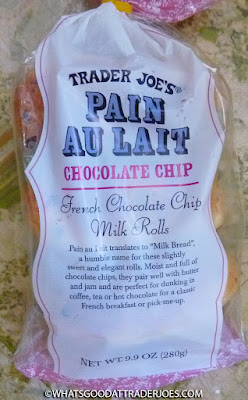 TRADER JOE'S®
PAIN
AU LAIT
CHOCOLATE CHIP
French Chocolate Chip
Milk Rolls
Pain au lait translates to "Milk Bread",
a humble name for these slightly
sweet and elegant rolls. Moist and full of
chocolate chips, they pair well with butter
and jam and are perfect for dunking in
coffee, tea or hot chocolate for a classic
French breakfast or pick-me-up.
NET WT. 9.9 OZ (280g)
©WHATSGOODATTRADERJOES.COM